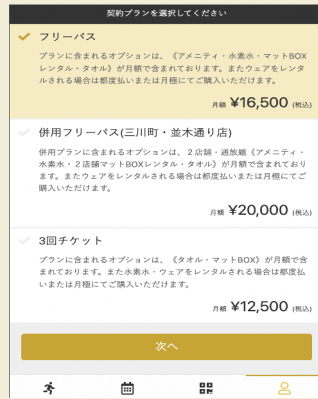 契約プランを選択してください
フリーパス
プランに含まれるオプションは、《アメニティ・水素水・マットBOX
レンタル・タオル》が月額で含まれております。またウェアをレンタ
ルされる場合は都度払いまたは月極にてご購入いただけます。
月額 ¥16,500 (税込)
併用フリーパス(三川町・並木通り店)
併用プランに含まれるオプションは、２店舗・通放題《アメニティ・
水素水・２店舗マットBOXレンタル・タオル》が月額で含まれており
ます。またウェアをレンタルされる場合は都度払いまたは月極にてご
購入いただけます。
月額 ¥20,000 (税込)
3回チケット
プランに含まれるオプションは、《タオル・マットBOX》が月額で含
まれております。また水素水・ウェアをレンタルされる場合は都度払
いまたは月極にてご購入いただけます。
月額 ¥12,500 (税込)
次へ